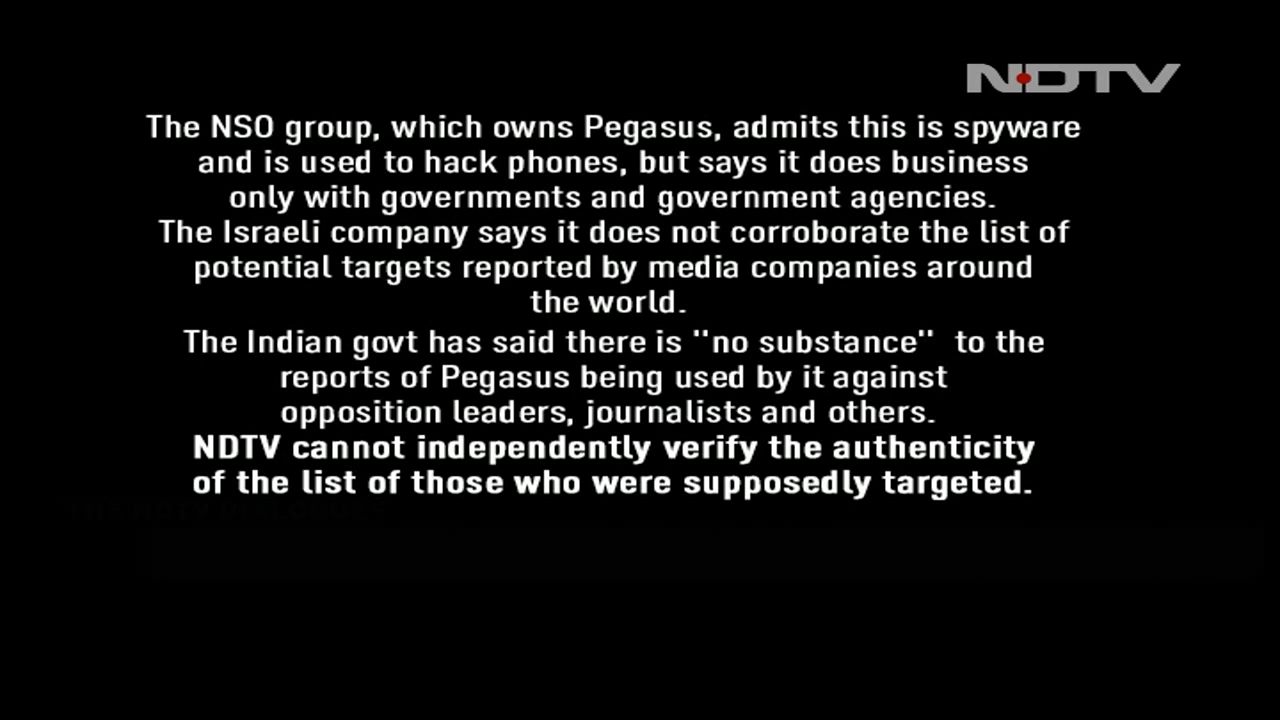 NDTV
The NSO group, which owns Pegasus, admits this is spyware
and is used to hack phones, but says it does business
only with governments and government agencies.
The Israeli company says it does not corroborate the list of
potential targets reported by media companies around
the world.
The Indian govt has said there is "no substance"  to the
reports of Pegasus being used by it against
opposition leaders, journalists and others.
NDTV cannot independently verify the authenticity
of the list of those who were supposedly targeted.